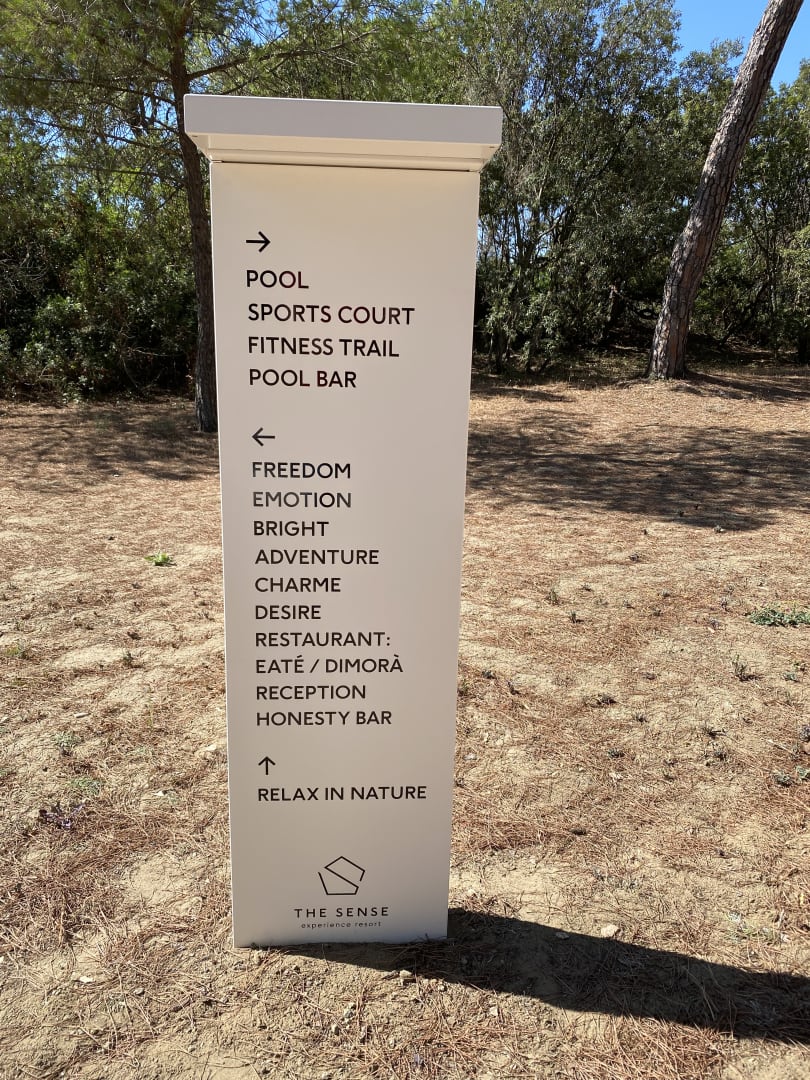 →
POOL
SPORTS COURT
FITNESS TRAIL
POOL BAR
←
FREEDOM
EMOTION
BRIGHT
ADVENTURE
CHARME
DESIRE
RESTAURANT:
EATÉ / DIMORÀ
RECEPTION
HONESTY BAR
↑
RELAX IN NATURE
THE SENSE
experience resort